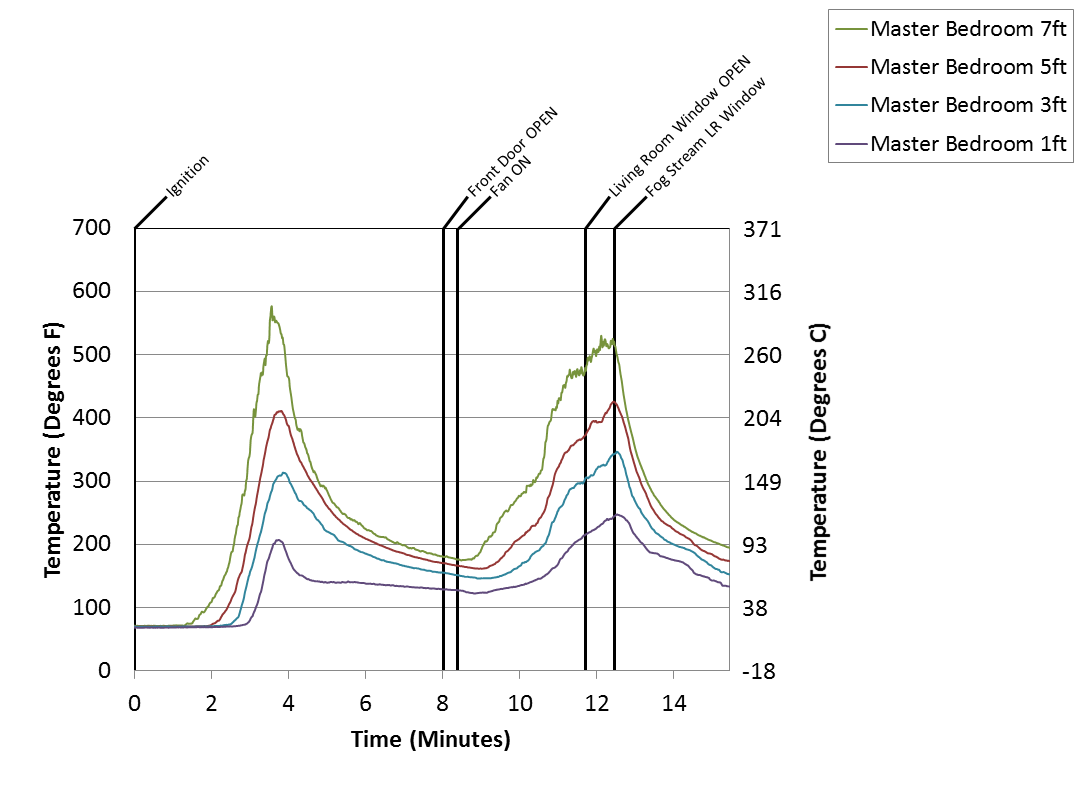 Master Bedroom 7ft
Master Bedroom 5ft
Master Bedroom 3ft
Master Bedroom 1ft
Ignition
Front Door OPEN
Fan ON
Living Room Window OPEN
Fog Stream LR Window
700
600
500
400
300
200
100
0
Temperature (Degrees F)
371
316
260
204
149
93
38
-18
Temperature (Degrees C)
0 2 4 6 8 10 12 14
Time (Minutes)